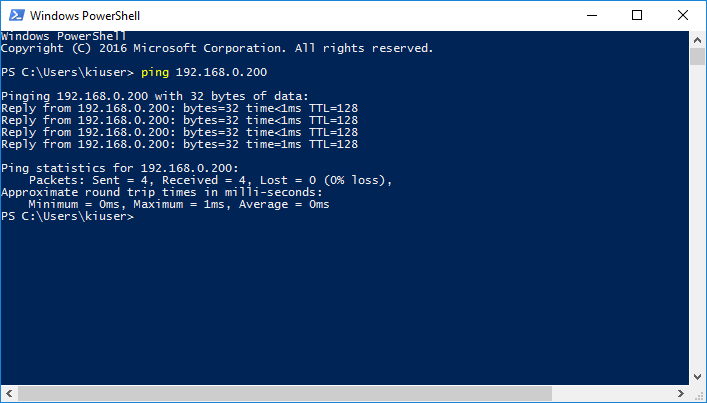 Windows PowerShell
Windows PowerShell
Copyright (C) 2016 Microsoft Corporation. All rights reserved.
PS C:\Users\kiuser> ping 192.168.0.200
Pinging 192.168.0.200 with 32 bytes of data:
Reply from 192.168.0.200: bytes=32 time<1ms TTL=128
Reply from 192.168.0.200: bytes=32 time<1ms TTL=128
Reply from 192.168.0.200: bytes=32 time<1ms TTL=128
Reply from 192.168.0.200: bytes=32 time=1ms TTL=128
Ping statistics for 192.168.0.200:
    Packets: Sent = 4, Received = 4, Lost = 0 (0% loss),
Approximate round trip times in milli-seconds:
    Minimum = 0ms, Maximum = 1ms, Average = 0ms
PS C:\Users\kiuser>